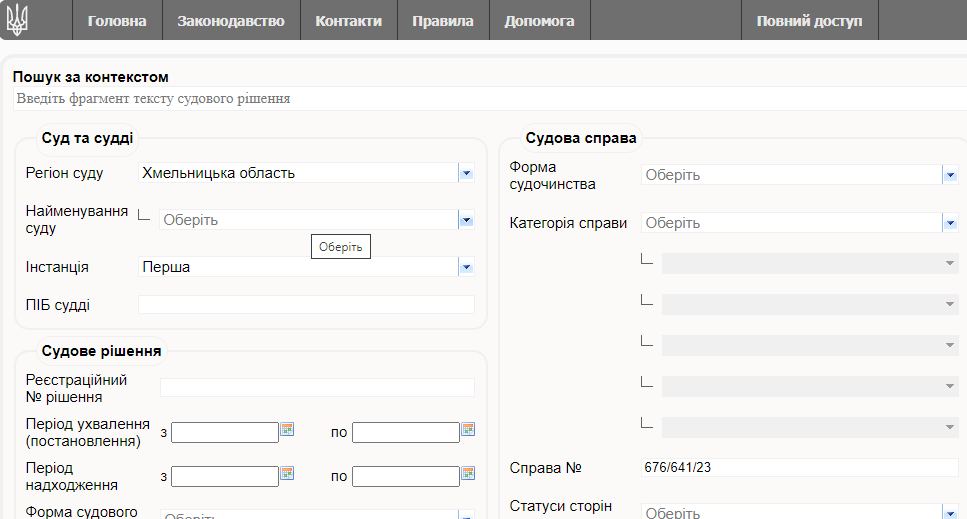 Головна Законодавство Контакти Правила Допомога Повний доступ
Пошук за контекстом
Введіть фрагмент тексту судового рішення
Суд та судді
Регіон суду Хмельницька область
Найменування
суду Оберіть
Оберіть
Інстанція Перша
ПІБ судді
Судове рішення
Реєстраційний
№ рішення
Період ухвалення
(постановлення) з по
Період
надходження з по
Форма судового Оберіть
Судова справа
Форма
судочинства Оберіть
Категорія справи Оберіть
Справа № 676/641/23
Статуси сторін Оберіть